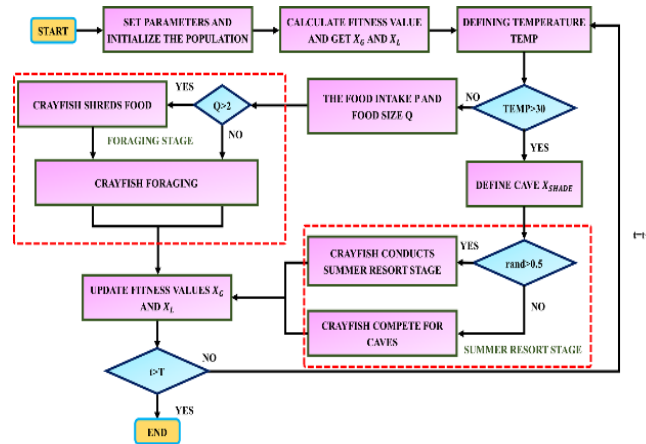 START
SET PARAMETERS AND
INITIALIZE THE POPULATION
CALCULATE FITNESS VALUE
AND GET X_G AND X_L
DEFINING TEMPERATURE
TEMP
CRAYFISH SHREDS FOOD
YES
Q>2
THE FOOD INTAKE P AND
FOOD SIZE Q
NO
TEMP>30
FORAGING STAGE
NO
YES
CRAYFISH FORAGING
DEFINE CAVE X_SHADE
CRAYFISH CONDUCTS
SUMMER RESORT STAGE
YES
rand>0.5
UPDATE FITNESS VALUES X_G
AND X_L
NO
CRAYFISH COMPETE FOR
CAVES
SUMMER RESORT STAGE
t>T
NO
YES
END